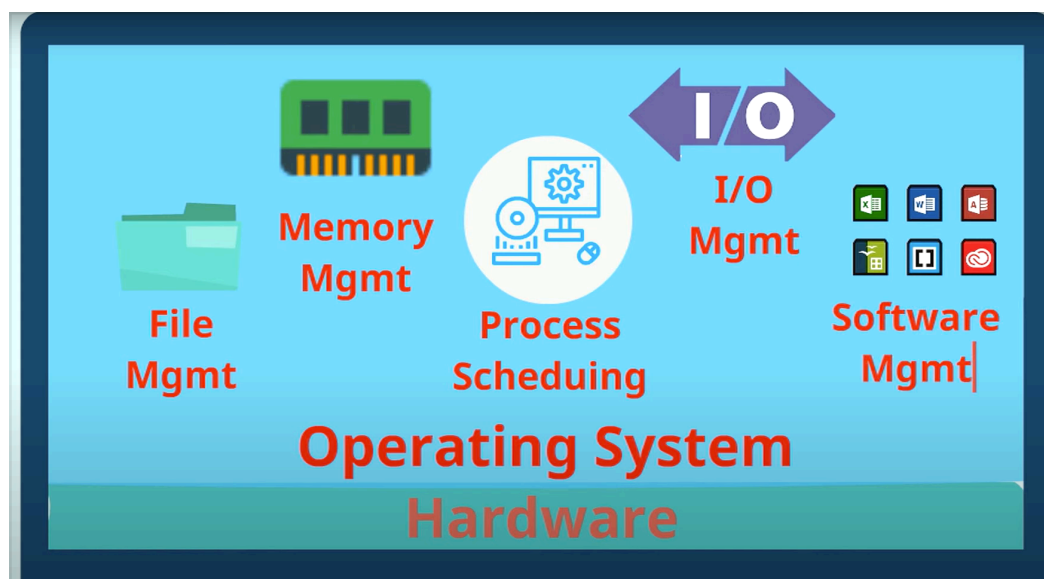 File
Mgmt
Memory
Mgmt
Process
Scheduing
I/O
I/O
Mgmt
Software
Mgmt
Operating System
Hardware